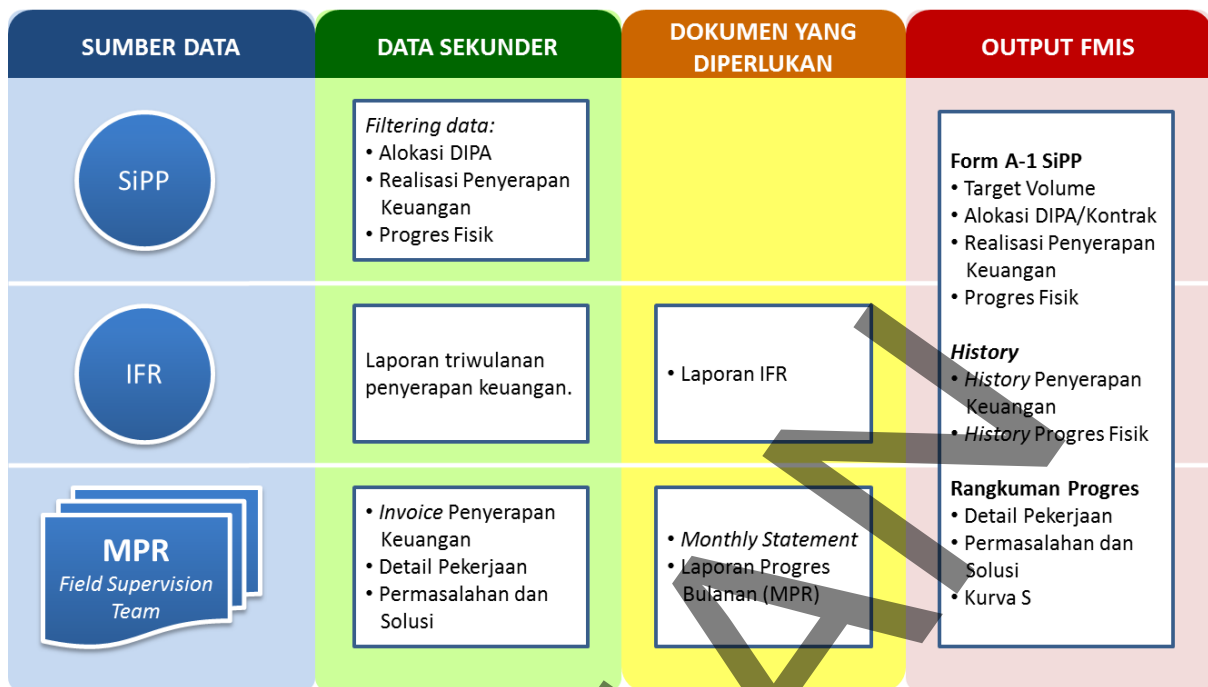 SUMBER DATA
DATA SEKUNDER
DOKUMEN YANG
DIPERLUKAN
OUTPUT FMIS
SiPP
Filtering data:
• Alokasi DIPA
• Realisasi Penyerapan
Keuangan
• Progres Fisik
IFR
Laporan triwulanan
penyerapan keuangan.
• Laporan IFR
MPR
Field Supervision
Team
• Invoice Penyerapan
Keuangan
• Detail Pekerjaan
• Permasalahan dan
Solusi
• Monthly Statement
• Laporan Progres
Bulanan (MPR)
Form A-1 SiPP
• Target Volume
• Alokasi DIPA/Kontrak
• Realisasi Penyerapan
Keuangan
• Progres Fisik
History
• History Penyerapan
Keuangan
• History Progres Fisik
Rangkuman Progres
• Detail Pekerjaan
• Permasalahan dan
Solusi
• Kurva S